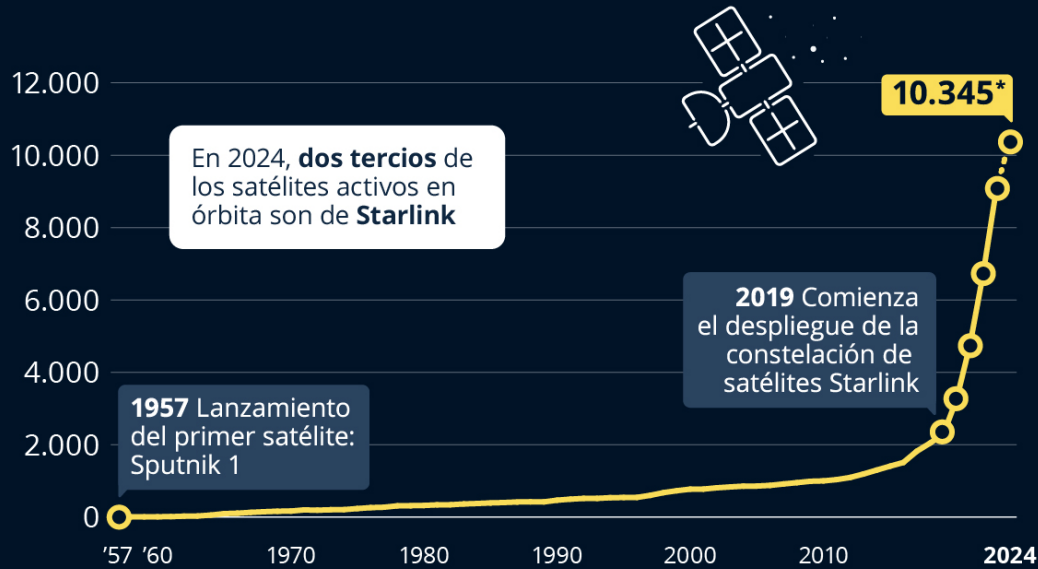 12.000
10.345*
10.000
En 2024, dos tercios de
los satélites activos en
órbita son de Starlink
8.000
6.000
2019 Comienza
el despliegue de la
constelación de
satélites Starlink
4.000
1957 Lanzamiento
del primer satélite:
Sputnik 1
2.000
0
’57 ’60 1970 1980 1990 2000 2010 2024